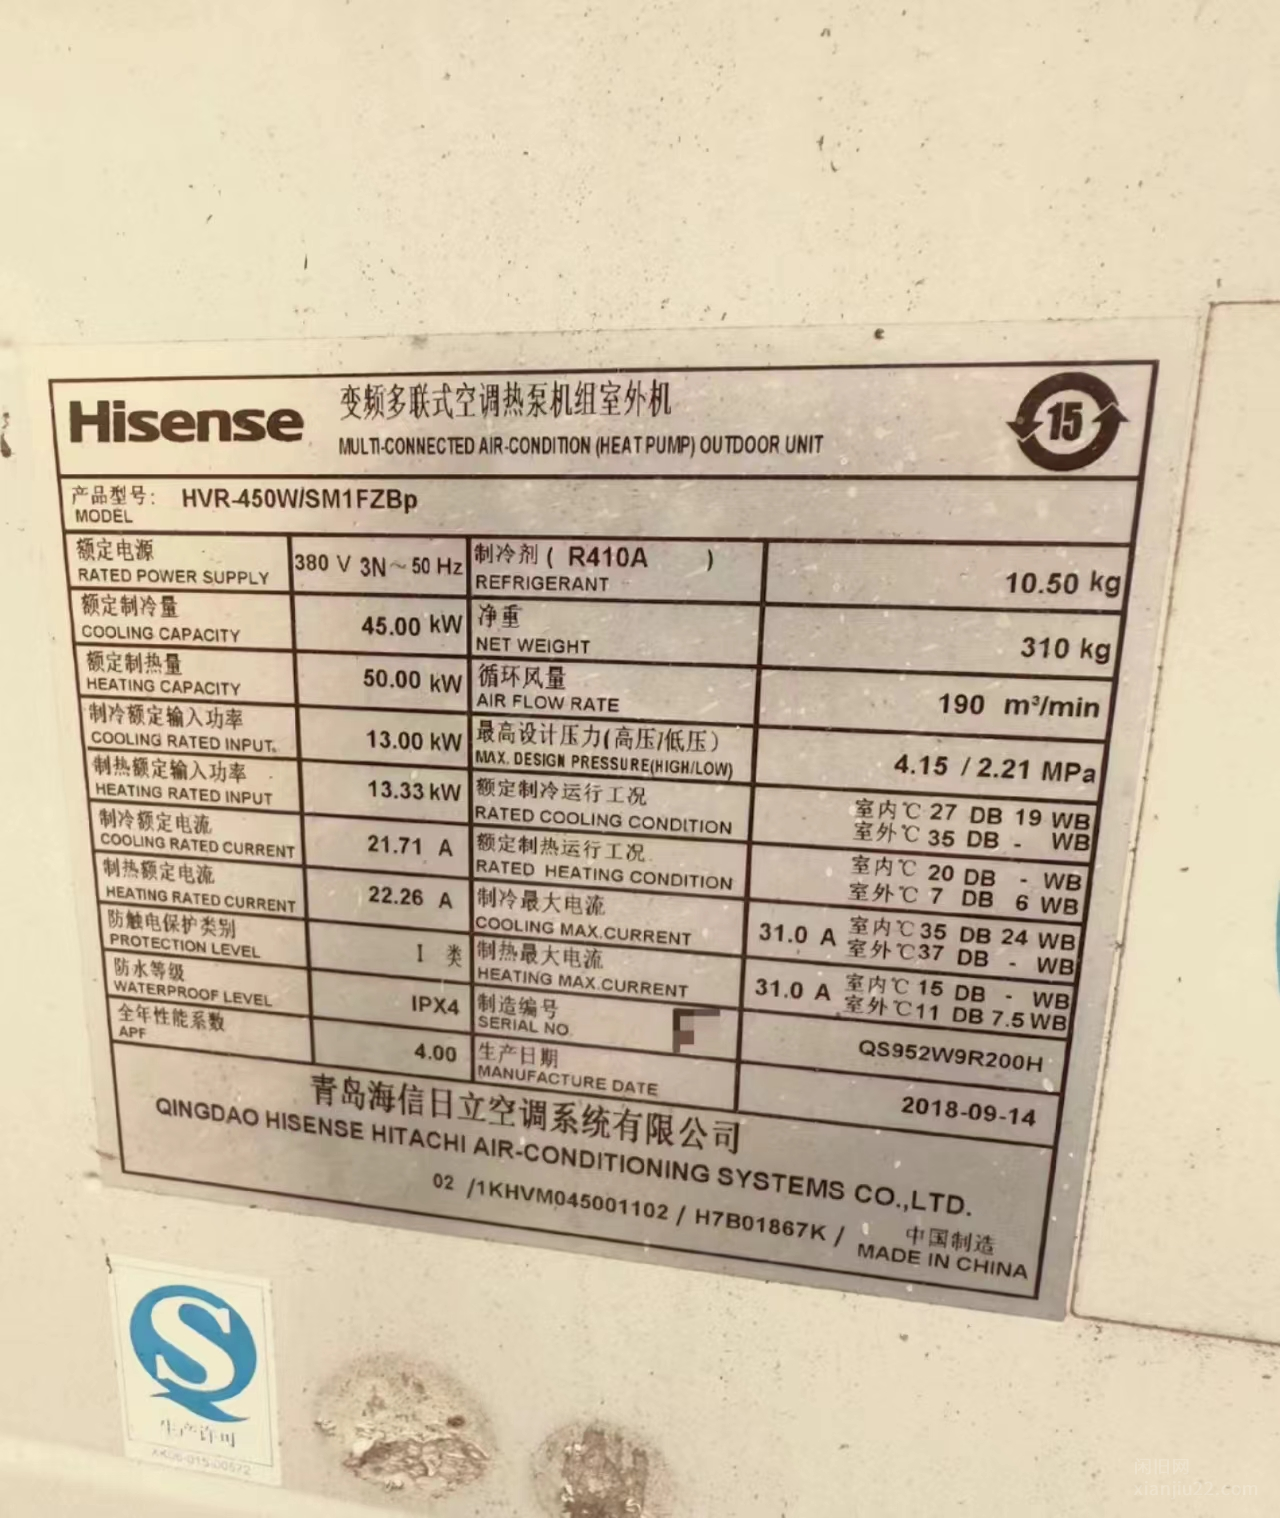 Hisense
变频多联式空调热泵机组室外机
MULTI-CONNECTED AIR-CONDITION (HEAT PUMP) OUTDOOR UNIT
15
产品型号: HVR-450W/SM1FZBp
MODEL
额定电源
RATED POWER SUPPLY
380 V 3N~50 Hz
制冷剂( R410A )
REFRIGERANT
10.50 kg
额定制冷量
COOLING CAPACITY
45.00 kW
净重
NET WEIGHT
310 kg
额定制热量
HEATING CAPACITY
50.00 kW
循环风量
AIR FLOW RATE
190 m³/min
制冷额定输入功率
COOLING RATED INPUT.
13.00 kW
最高设计压力(高压/低压)
MAX. DESIGN PRESSURE(HIGH/LOW)
4.15 / 2.21 MPa
制热额定输入功率
HEATING RATED INPUT
13.33 kW
额定制冷运行工况
RATED COOLING CONDITION
室内℃ 27 DB 19 WB
室外℃ 35 DB - WB
制冷额定电流
COOLING RATED CURRENT
21.71 A
额定制热运行工况
RATED HEATING CONDITION
室内℃ 20 DB - WB
室外℃ 7 DB 6 WB
制热额定电流
HEATING RATED CURRENT
22.26 A
制冷最大电流
COOLING MAX.CURRENT
31.0 A
室内℃35 DB 24 WB
室外℃37 DB - WB
防触电保护类别
PROTECTION LEVEL
I 类
制热最大电流
HEATING MAX.CURRENT
31.0 A
室内℃15 DB - WB
室外℃11 DB 7.5 WB
防水等级
WATERPROOF LEVEL
IPX4
制造编号
SERIAL NO.
QS952W9R200H
全年性能系数
APF
4.00
生产日期
MANUFACTURE DATE
2018-09-14
青岛海信日立空调系统有限公司
QINGDAO HISENSE HITACHI AIR-CONDITIONING SYSTEMS CO.,LTD.
02 /1KHVM045001102 / H7B01867K /
中国制造
MADE IN CHINA
生产许可